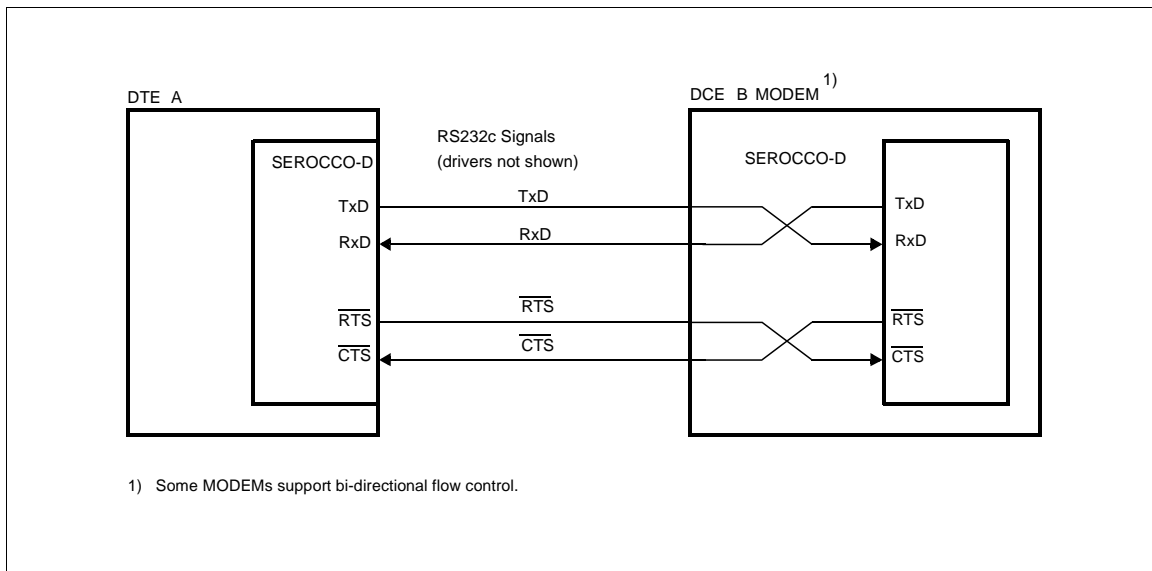 1)
DTE A
DCE B MODEM
RS232c Signals
(drivers not shown)
SEROCCO-D
SEROCCO-D
TxD
TxD
TxD
RxD
RxD
RxD
RTS
RTS
RTS
CTS
CTS
CTS
1) Some MODEMs support bi-directional flow control.